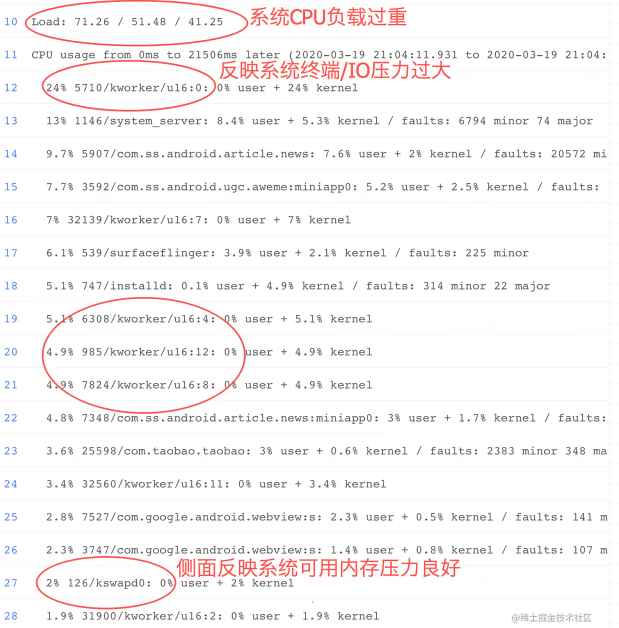 10 Load: 71.26 / 51.48 / 41.25 系统CPU负载过重
11 CPU usage from 0ms to 21506ms later (2020-03-19 21:04:11.931 to 2020-03-19 21:04:
反映系统终端/IO压力过大
12 24% 5710/kworker/u16:0: 0% user + 24% kernel
13 13% 1146/system_server: 8.4% user + 5.3% kernel / faults: 6794 minor 74 major
14 9.7% 5907/com.ss.android.article.news: 7.6% user + 2% kernel / faults: 20572 mi
15 7.7% 3592/com.ss.android.ugc.aweme:miniapp0: 5.2% user + 2.5% kernel / faults:
16 7% 32139/kworker/u16:7: 0% user + 7% kernel
17 6.1% 539/surfaceflinger: 3.9% user + 2.1% kernel / faults: 225 minor
18 5.1% 747/installd: 0.1% user + 4.9% kernel / faults: 314 minor 22 major
19 5.1% 6308/kworker/u16:4: 0% user + 5.1% kernel
20 4.9% 985/kworker/u16:12: 0% user + 4.9% kernel
21 4.9% 7824/kworker/u16:8: 0% user + 4.9% kernel
22 4.8% 7348/com.ss.android.article.news:miniapp0: 3% user + 1.7% kernel / faults:
23 3.6% 25598/com.taobao.taobao: 3% user + 0.6% kernel / faults: 2383 minor 348 ma
24 3.4% 32560/kworker/u16:11: 0% user + 3.4% kernel
25 2.8% 7527/com.google.android.webview:s: 2.3% user + 0.5% kernel / faults: 141 m
26 2.3% 3747/com.google.android.webview:s: 1.4% user + 0.8% kernel / faults: 107 m
侧面反映系统可用内存压力良好
27 2% 126/kswapd0: 0% user + 2% kernel
28 1.9% 31900/kworker/u16:2: 0% user + 1.9% kernel
@稀土掘金技术社区